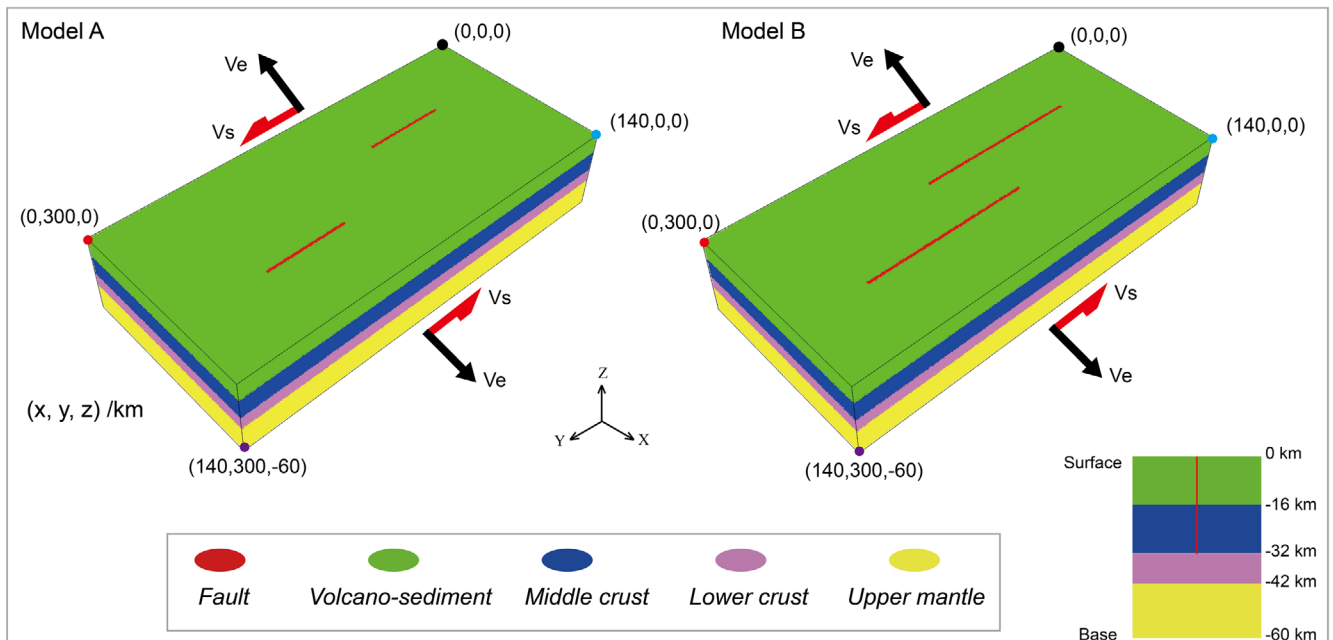 Model A
(0,0,0)
Ve
Vs
(140,0,0)
(0,300,0)
Vs
Ve
(x, y, z) /km
(140,300,-60)
Z
Y
X
Model B
(0,0,0)
Ve
Vs
(140,0,0)
(0,300,0)
Vs
Ve
(140,300,-60)
Surface
0 km
-16 km
-32 km
-42 km
Base
-60 km
Fault
Volcano-sediment
Middle crust
Lower crust
Upper mantle